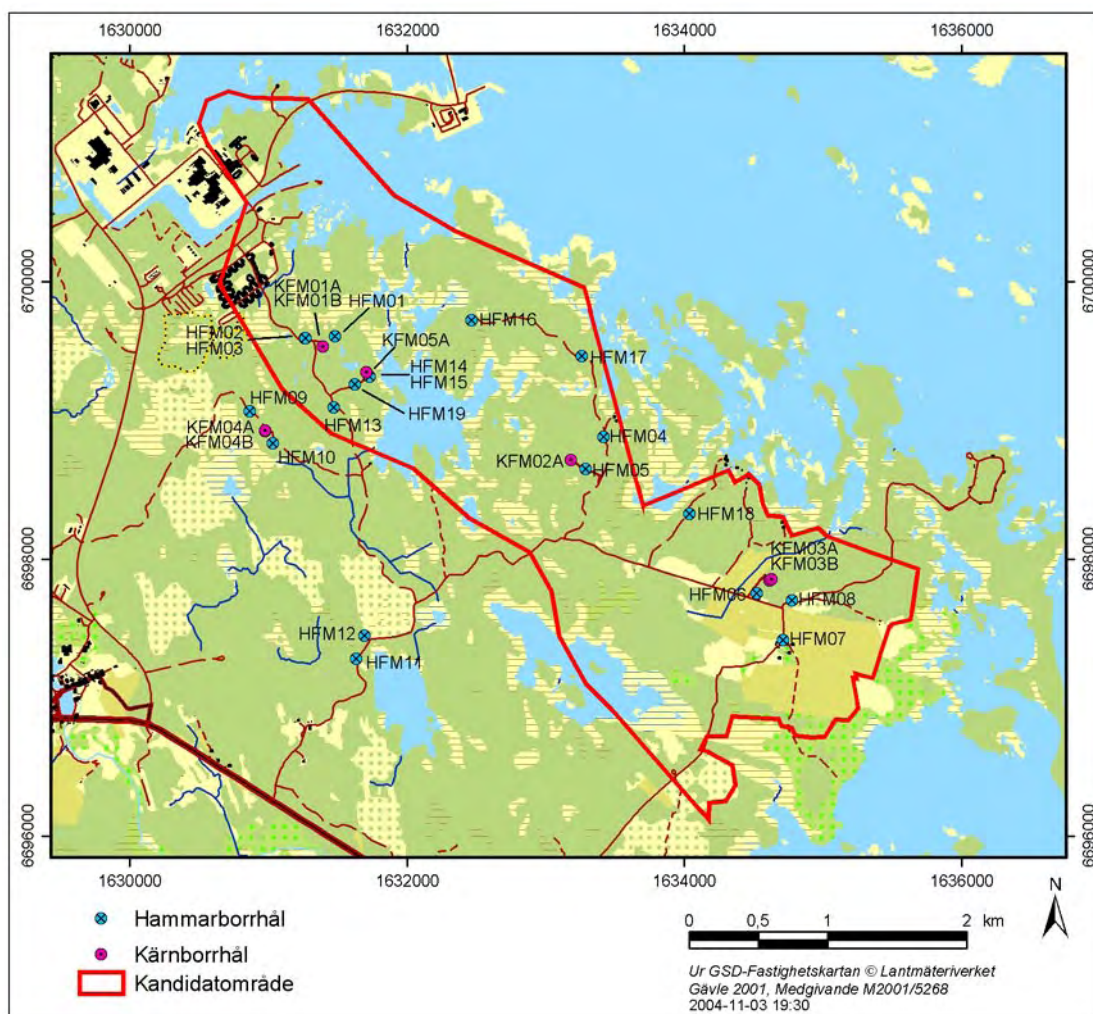 1630000
1632000
1634000
1636000
6700000
6700000
KFM01A
KFM01B
HFM01
HFM16
HFM02
HFM03
KFM05A
HFM14
HFM15
HFM17
HFM19
HFM09
HFM13
KFM04A
KFM04B
HFM10
HFM04
KFM02A
HFM05
HFM18
6698000
6698000
KFM03A
KFM03B
HFM06
HFM08
HFM12
HFM07
HFM11
6696000
6696000
1630000
1632000
1634000
1636000
N
Hammarborrhål
Kärnborrhål
Kandidatområde
0 0,5 1 2 km
Ur GSD-Fastighetskartan © Lantmäteriverket
Gävle 2001, Medgivande M2001/5268
2004-11-03 19:30